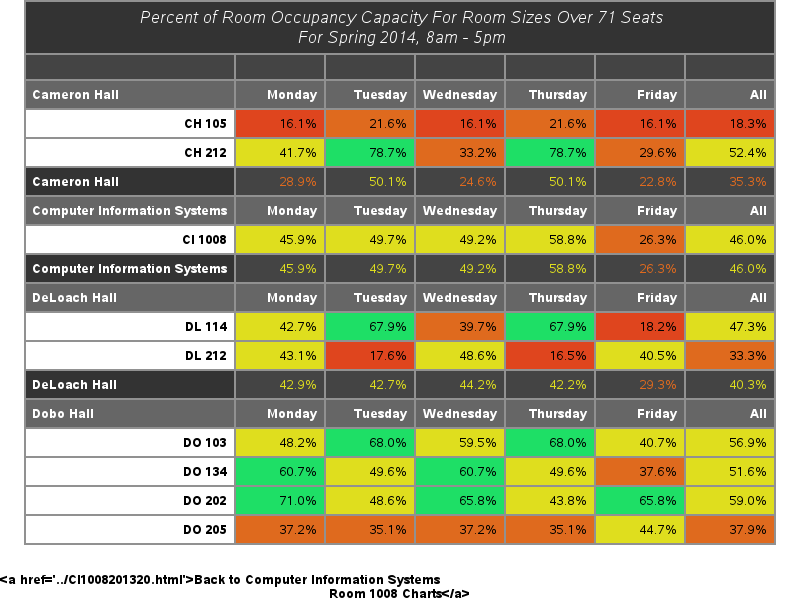 Percent of Room Occupancy Capacity For Room Sizes Over 71 Seats
For Spring 2014, 8am - 5pm
Cameron Hall Monday Tuesday Wednesday Thursday Friday All
CH 105 16.1% 21.6% 16.1% 21.6% 16.1% 18.3%
CH 212 41.7% 78.7% 33.2% 78.7% 29.6% 52.4%
Cameron Hall 28.9% 50.1% 24.6% 50.1% 22.8% 35.3%
Computer Information Systems Monday Tuesday Wednesday Thursday Friday All
CI 1008 45.9% 49.7% 49.2% 58.8% 26.3% 46.0%
Computer Information Systems 45.9% 49.7% 49.2% 58.8% 26.3% 46.0%
DeLoach Hall Monday Tuesday Wednesday Thursday Friday All
DL 114 42.7% 67.9% 39.7% 67.9% 18.2% 47.3%
DL 212 43.1% 17.6% 48.6% 16.5% 40.5% 33.3%
DeLoach Hall 42.9% 42.7% 44.2% 42.2% 29.3% 40.3%
Dobo Hall Monday Tuesday Wednesday Thursday Friday All
DO 103 48.2% 68.0% 59.5% 68.0% 40.7% 56.9%
DO 134 60.7% 49.6% 60.7% 49.6% 37.6% 51.6%
DO 202 71.0% 48.6% 65.8% 43.8% 65.8% 59.0%
DO 205 37.2% 35.1% 37.2% 35.1% 44.7% 37.9%
<a href='../CI1008201320.html'>Back to Computer Information Systems
Room 1008 Charts</a>